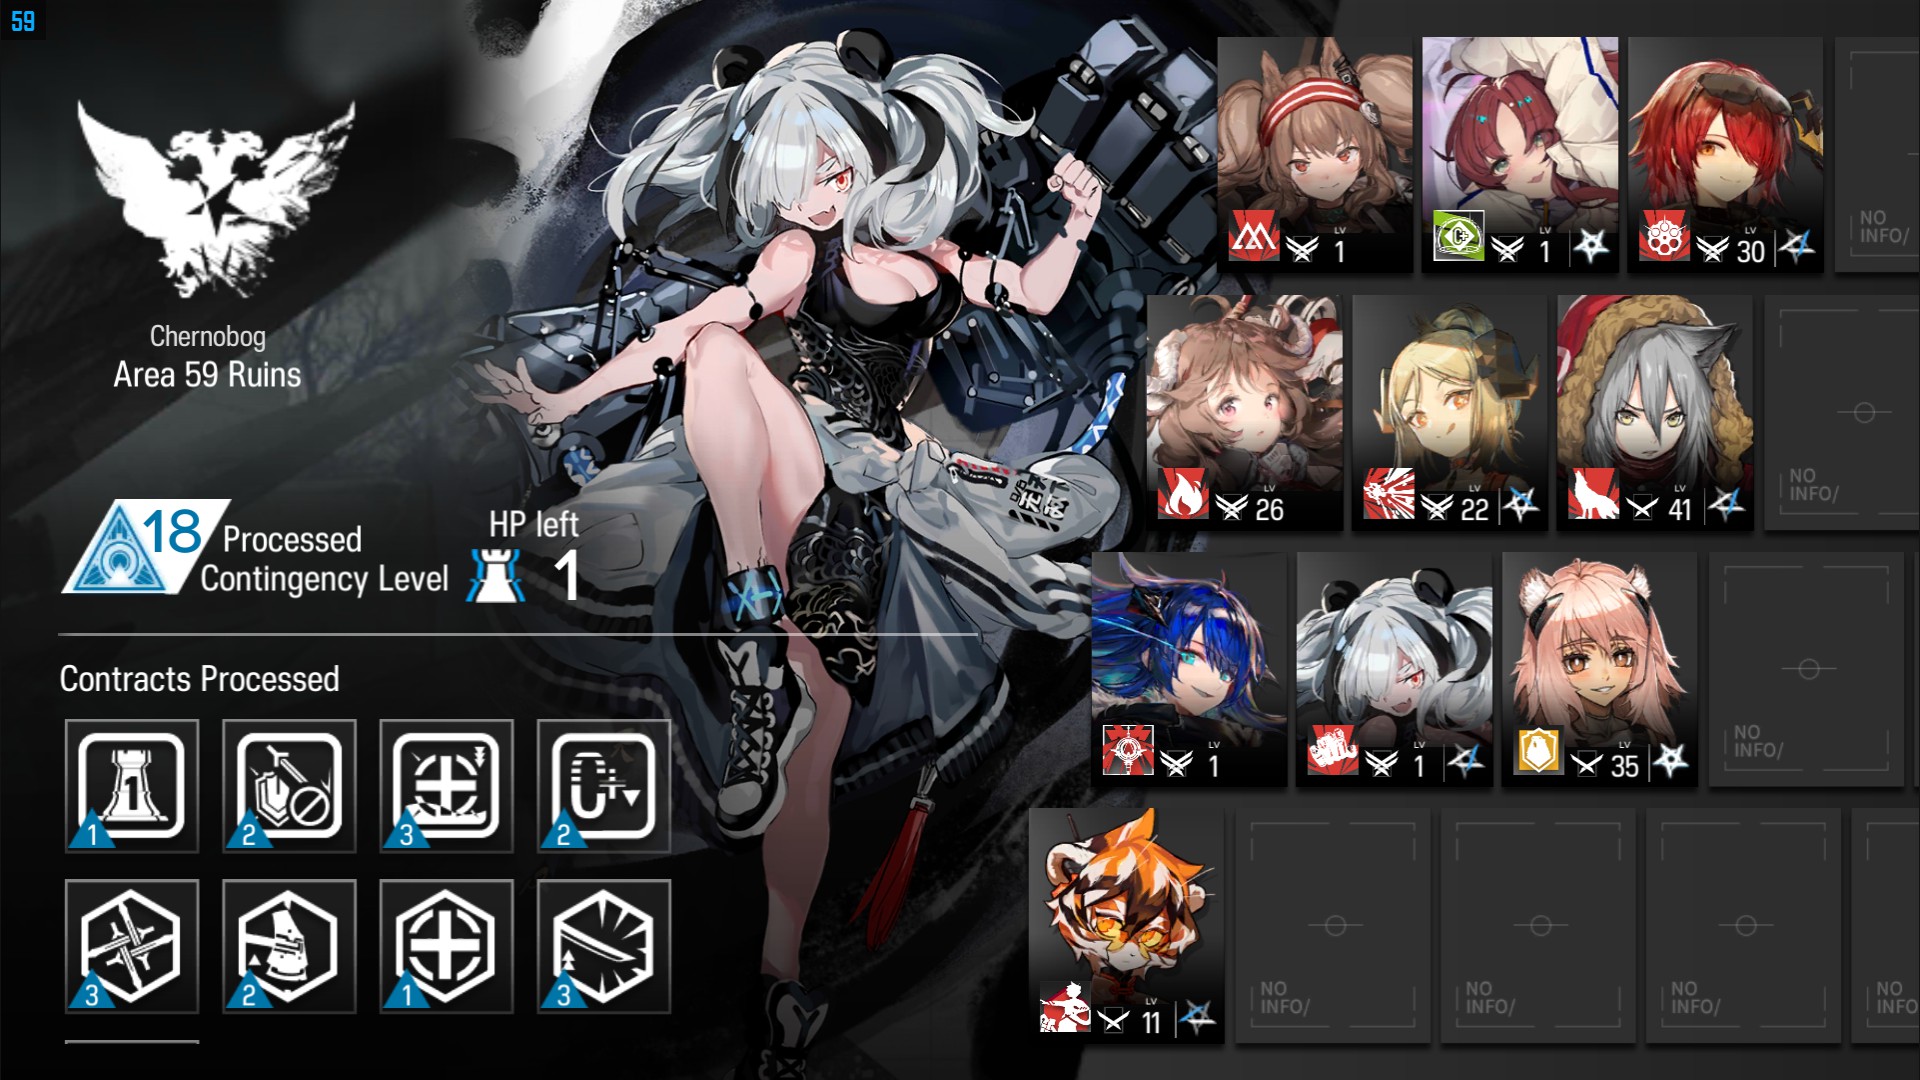 59
Chernobog
Area 59 Ruins
18
Processed
Contingency Level
HP left
1
Contracts Processed
1
1
2
3
2
3
2
1
3
LV
1
C+
LV
1
LV
30
NO
INFO/
LV
26
LV
22
LV
41
NO
INFO/
LV
1
LV
1
LV
35
NO
INFO/
LV
11
NO
INFO/
NO
INFO/
NO
INFO/
NO
INFO